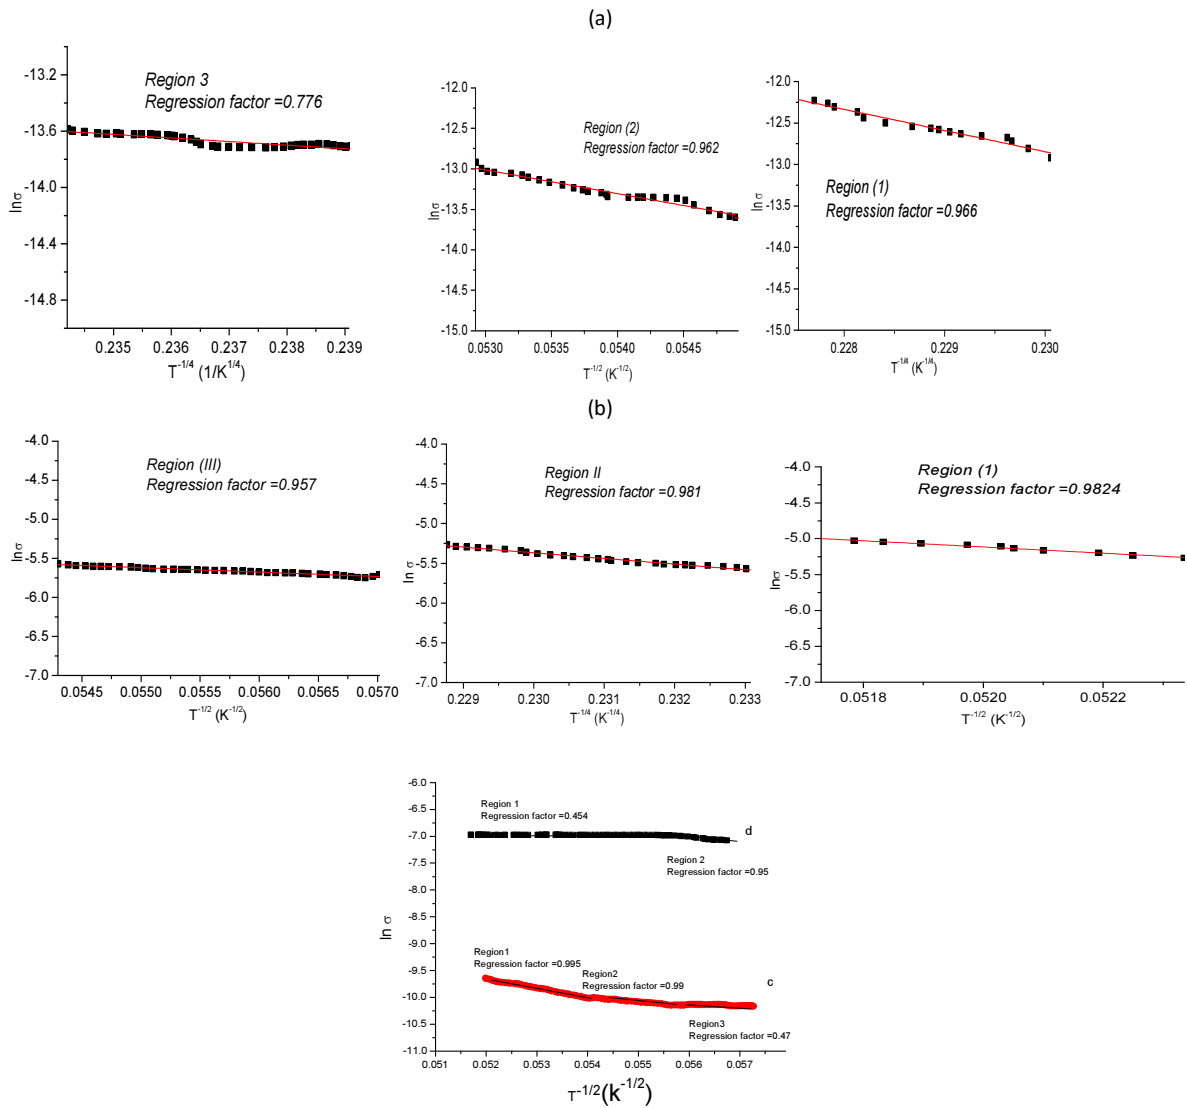 (a)
Region 3
Regression factor =0.776
-13.2
-13.6
-14.0
-14.4
-14.8
lnσ
0.235 0.236 0.237 0.238 0.239
T-1/4 (1/K1/4)
Region (2)
Regression factor =0.962
-12.0
-12.5
-13.0
-13.5
-14.0
-14.5
-15.0
ln σ
0.0530 0.0535 0.0540 0.0545
T-1/2 (K-1/2)
Region (1)
Regression factor =0.966
-12.0
-12.5
-13.0
-13.5
-14.0
-14.5
-15.0
ln σ
0.228 0.229 0.230
T-1/4 (K-1/4)
(b)
Region (III)
Regression factor =0.957
-4.0
-4.5
-5.0
-5.5
-6.0
-6.5
-7.0
lnσ
0.0545 0.0550 0.0555 0.0560 0.0565 0.0570
T-1/2 (K-1/2)
Region II
Regression factor =0.981
-4.0
-4.5
-5.0
-5.5
-6.0
-6.5
-7.0
ln σ
0.229 0.230 0.231 0.232 0.233
T-1/4 (K-1/4)
Region (1)
Regression factor =0.9824
-4.0
-4.5
-5.0
-5.5
-6.0
-6.5
-7.0
lnσ
0.0518 0.0520 0.0522
T-1/2 (K-1/2)
-6.0
-6.5
-7.0
-7.5
-8.0
-8.5
-9.0
-9.5
-10.0
-10.5
-11.0
ln σ
Region 1
Regression factor =0.454
d
Region 2
Regression factor =0.95
Region1
Regression factor =0.995
Region2
Regression factor =0.99
c
Region3
Regression factor =0.47
0.051 0.052 0.053 0.054 0.055 0.056 0.057
T-1/2(k-1/2)